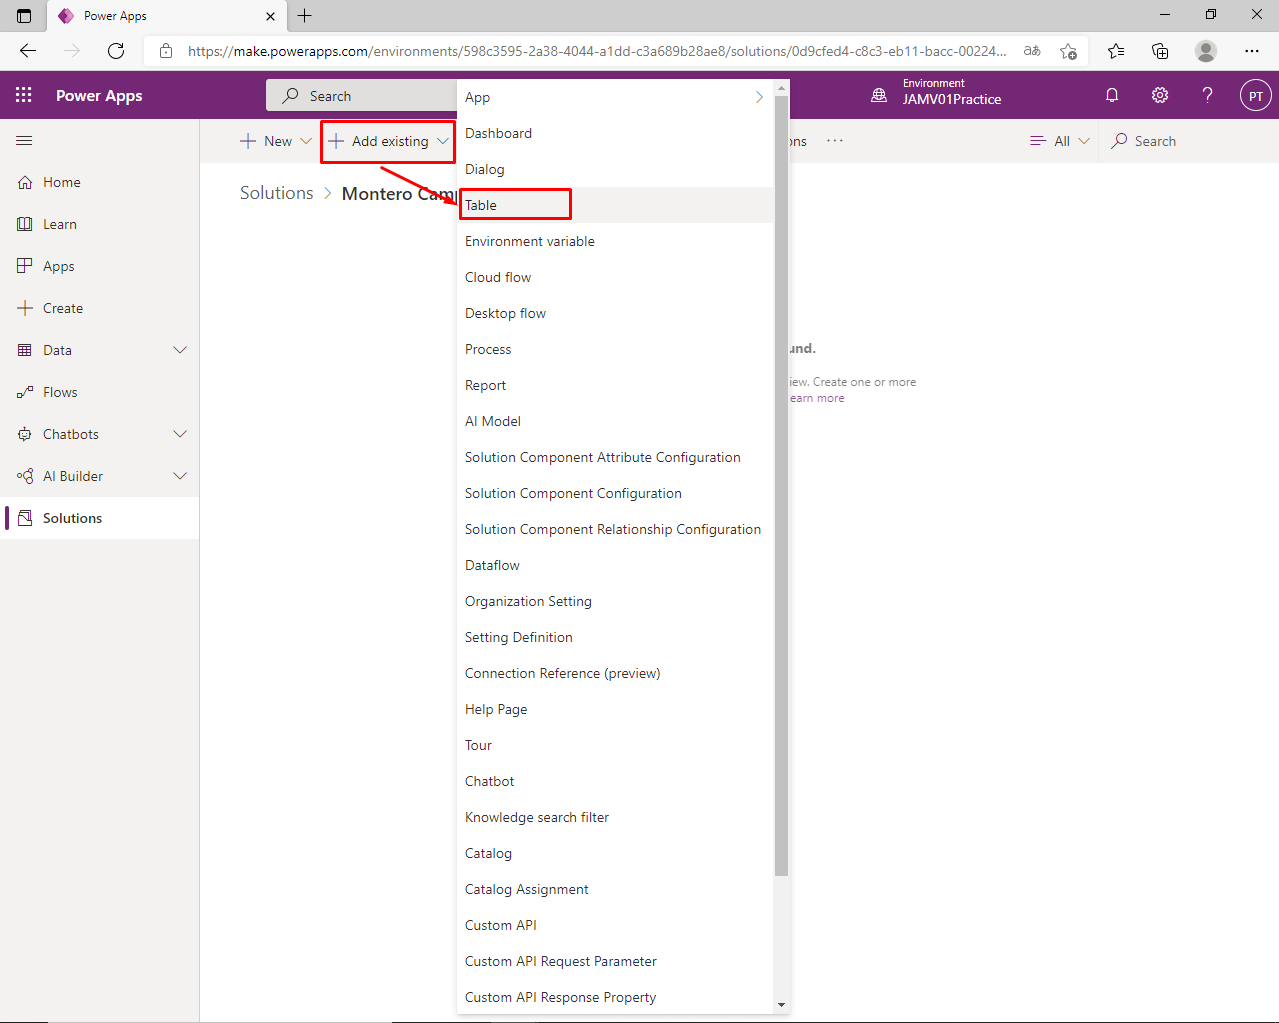 Power Apps
https://make.powerapps.com/environments/598c3595-2a38-4044-a1dd-c3a689b28ae8/solutions/0d9cfed4-c8c3-eb11-bacc-00224...
aあ
Power Apps
Search
Environment
JAMV01Practice
PT
New
Add existing
All
Search
Solutions
Montero
Home
Learn
Apps
Create
Data
Flows
Chatbots
AI Builder
Solutions
App
Dashboard
Dialog
Table
Environment variable
Cloud flow
Desktop flow
Process
Report
AI Model
Solution Component Attribute Configuration
Solution Component Configuration
Solution Component Relationship Configuration
Dataflow
Organization Setting
Setting Definition
Connection Reference (preview)
Help Page
Tour
Chatbot
Knowledge search filter
Catalog
Catalog Assignment
Custom API
Custom API Request Parameter
Custom API Response Property
Create one or more
more